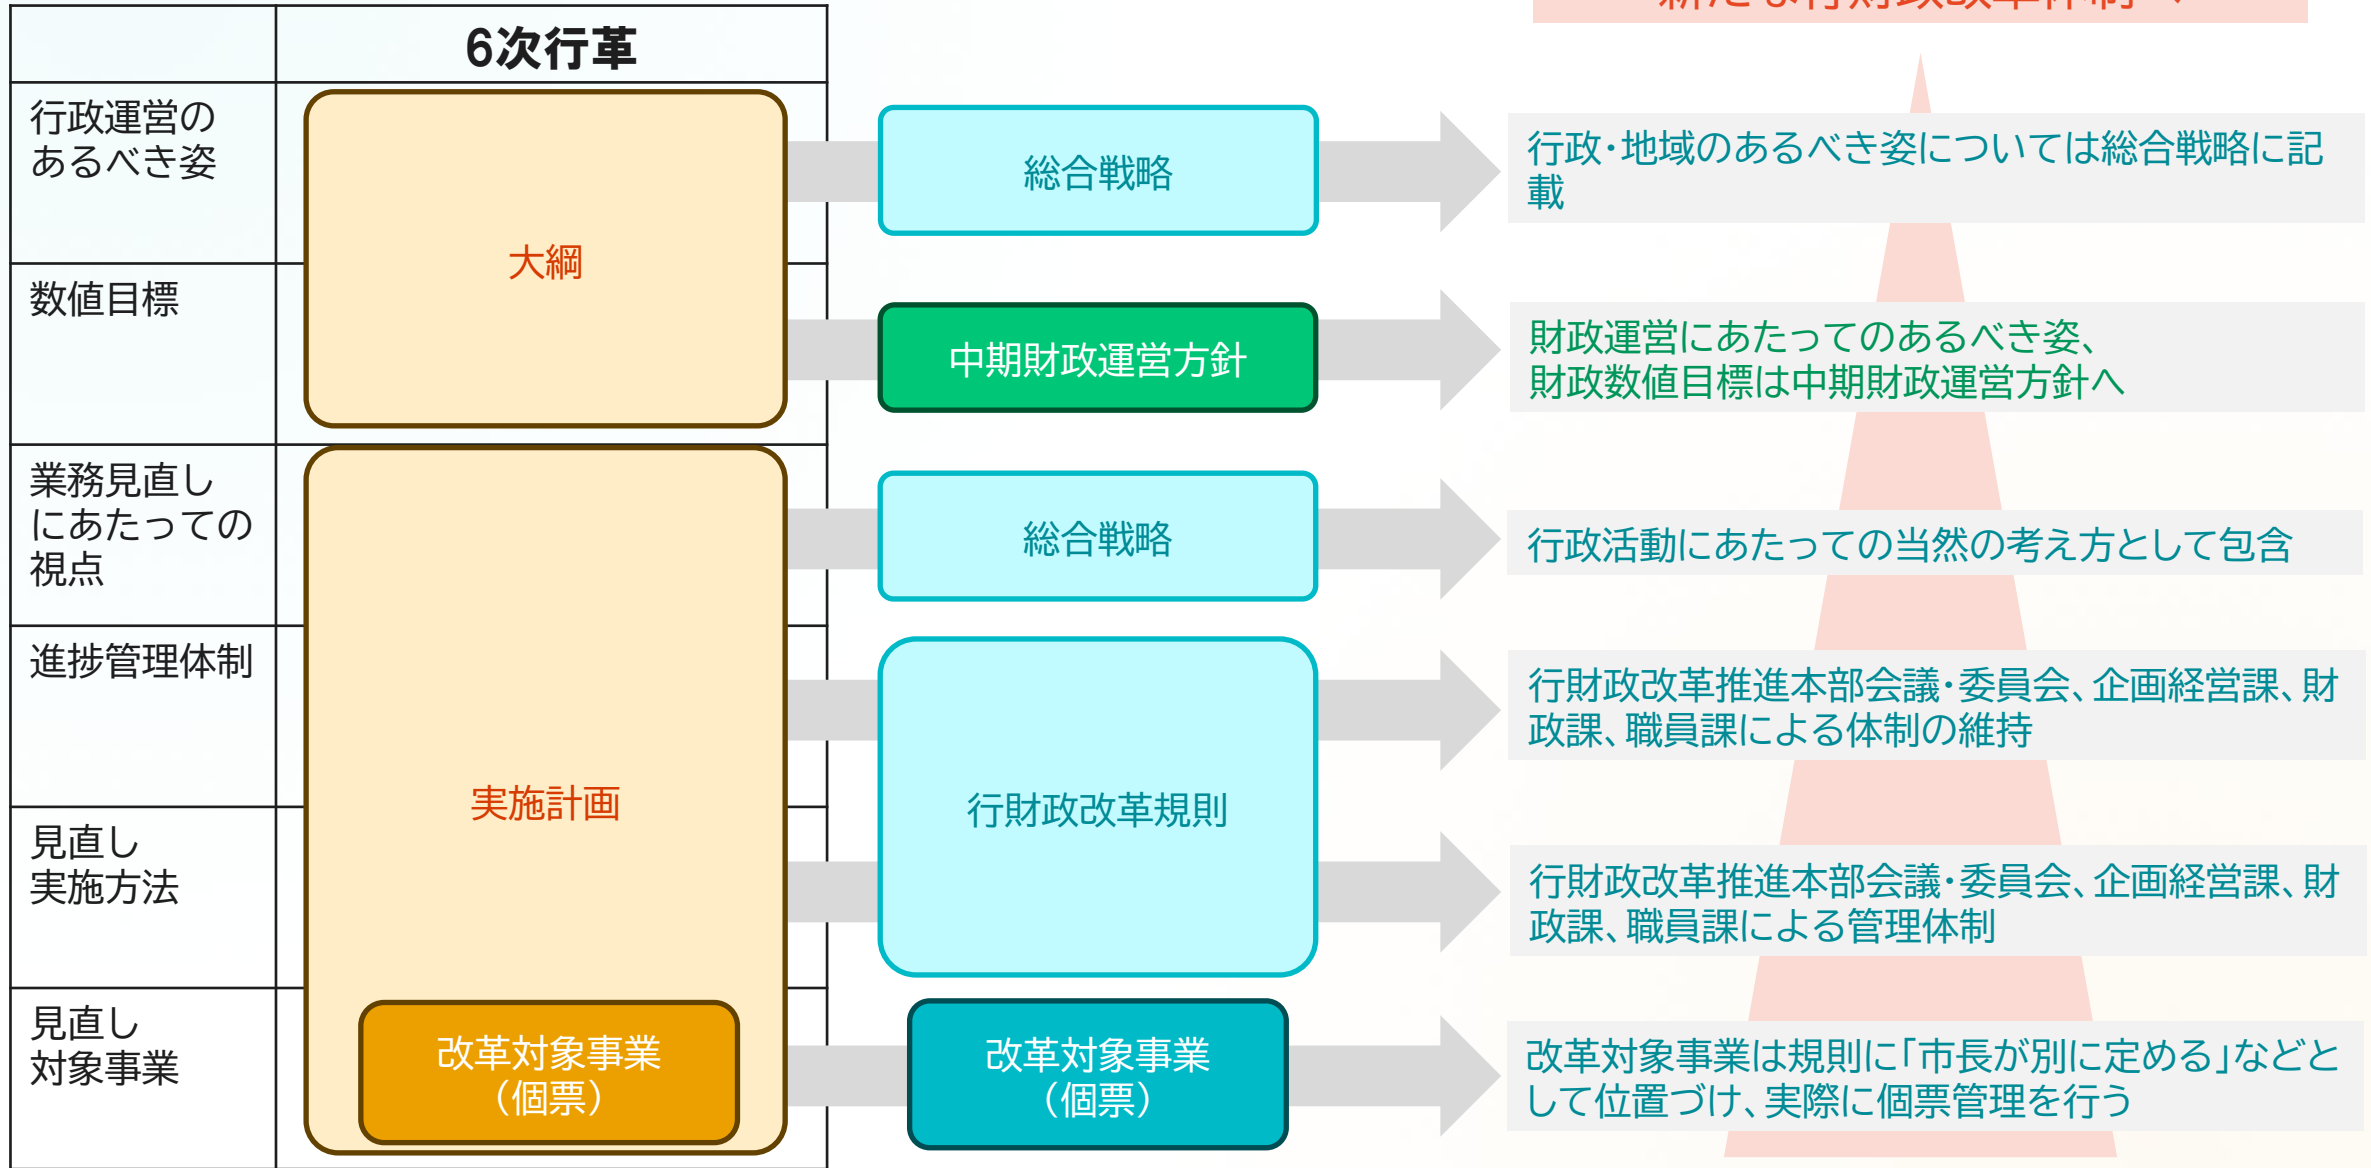 新たな行財政改革体制へ
6次行革
行政運営の
あるべき姿
大綱
総合戦略
行政・地域のあるべき姿については総合戦略に記
載
数値目標
中期財政運営方針
財政運営にあたってのあるべき姿、
財政数値目標は中期財政運営方針へ
業務見直し
にあたっての
視点
総合戦略
行政活動にあたっての当然の考え方として包含
進捗管理体制
実施計画
行財政改革規則
行財政改革推進本部会議・委員会、企画経営課、財
政課、職員課による体制の維持
見直し
実施方法
行財政改革推進本部会議・委員会、企画経営課、財
政課、職員課による管理体制
見直し
対象事業
改革対象事業
（個票）
改革対象事業
（個票）
改革対象事業は規則に「市長が別に定める」などと
して位置づけ、実際に個票管理を行う